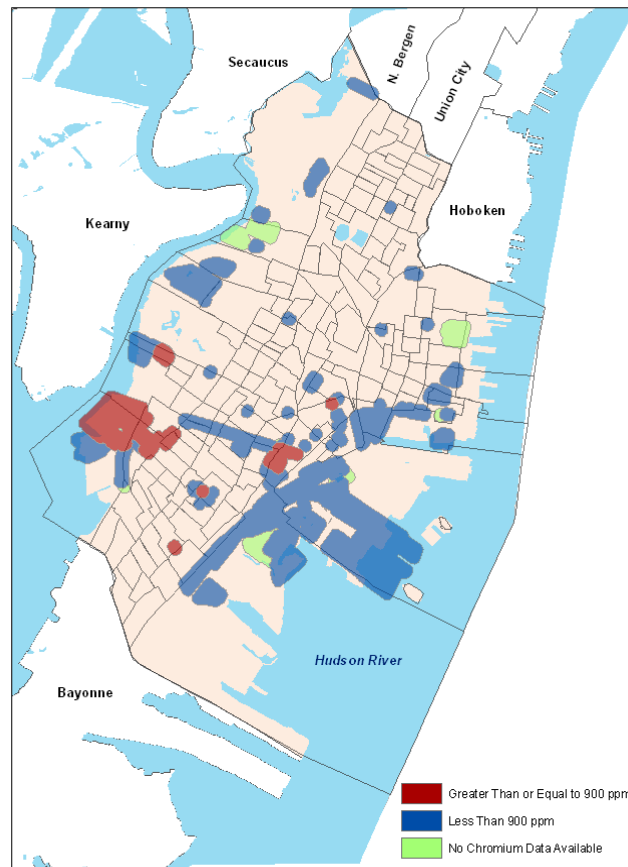 N. Bergen
Secaucus
Union City
Kearny
Hoboken
Hudson River
Bayonne
Greater Than or Equal to 900 ppm
Less Than 900 ppm
No Chromium Data Available